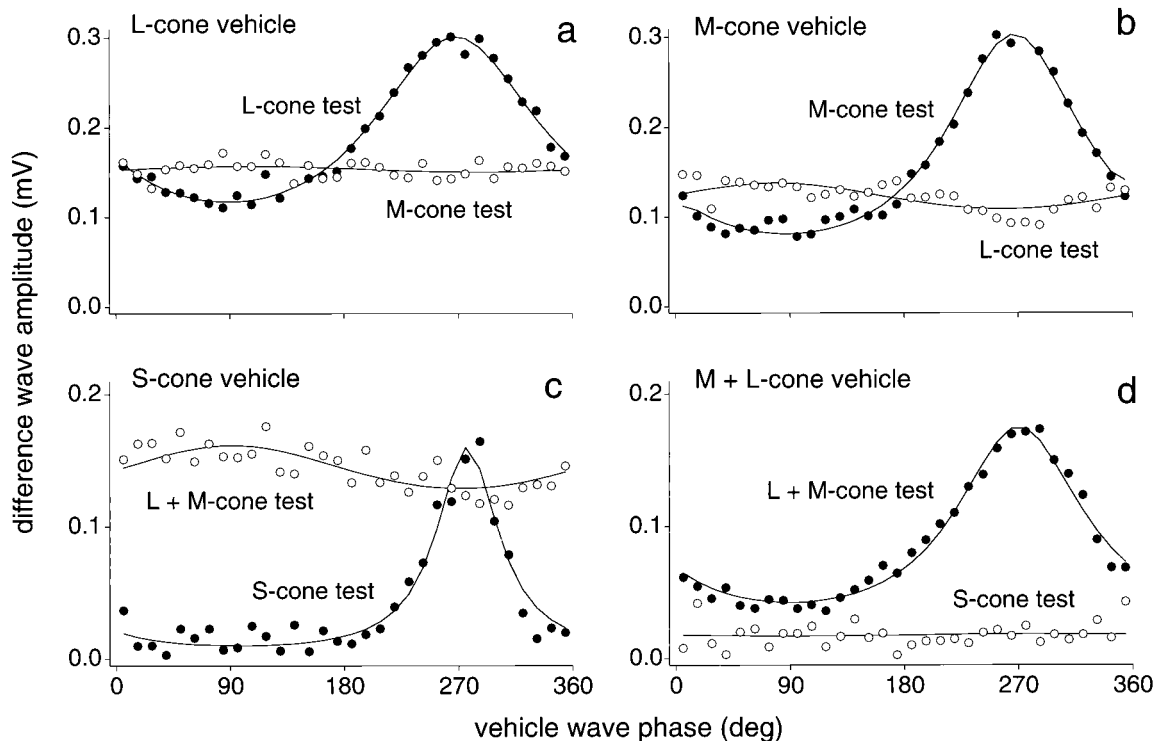 L-cone vehicle
a
0.3
0.2
0.1
0.0
L-cone test
M-cone test
M-cone vehicle
b
0.3
0.2
0.1
0.0
M-cone test
L-cone test
difference wave amplitude (mV)
S-cone vehicle
c
0.2
0.1
0.0
L + M-cone test
S-cone test
0
90
180
270
360
M + L-cone vehicle
d
0.2
0.1
0.0
L + M-cone test
S-cone test
0
90
180
270
360
vehicle wave phase (deg)